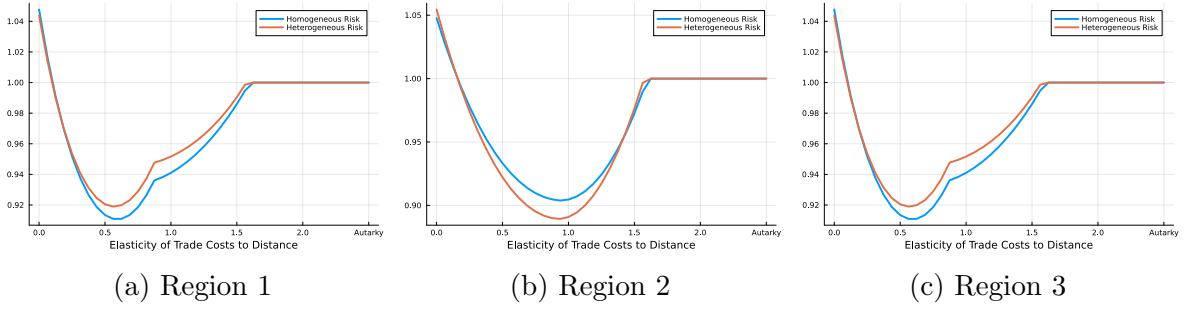 1.04
1.02
1.00
0.98
0.96
0.94
0.92
Homogeneous Risk
Heterogeneous Risk
0.0 0.5 1.0 1.5 2.0 Autarky
Elasticity of Trade Costs to Distance
(a) Region 1
1.05
1.00
0.95
0.90
Homogeneous Risk
Heterogeneous Risk
0.0 0.5 1.0 1.5 2.0 Autarky
Elasticity of Trade Costs to Distance
(b) Region 2
1.04
1.02
1.00
0.98
0.96
0.94
0.92
Homogeneous Risk
Heterogeneous Risk
0.0 0.5 1.0 1.5 2.0 Autarky
Elasticity of Trade Costs to Distance
(c) Region 3